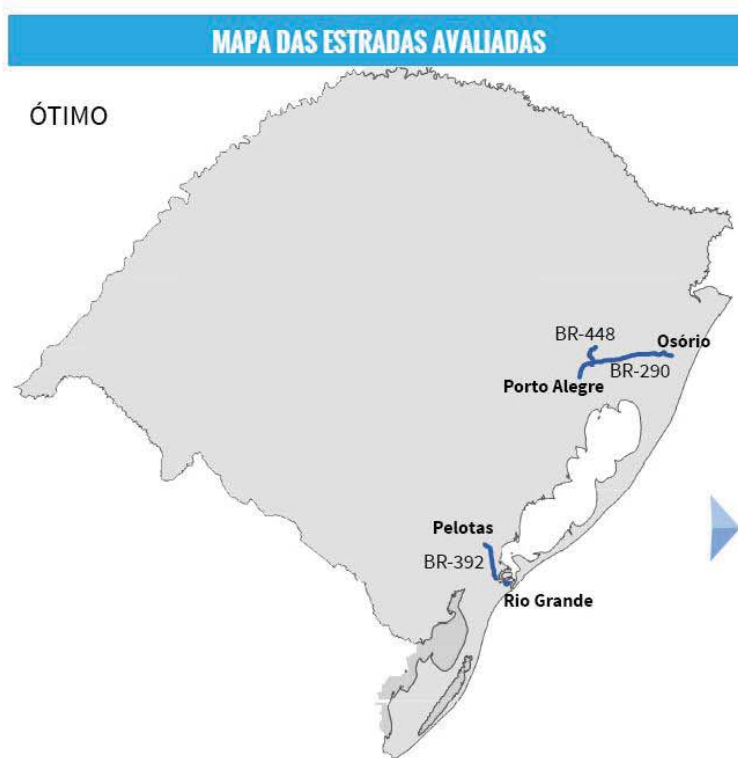 MAPA DAS ESTRADAS AVALIADAS
ÓTIMO
BR-448
Osório
BR-290
Porto Alegre
Pelotas
BR-392
Rio Grande